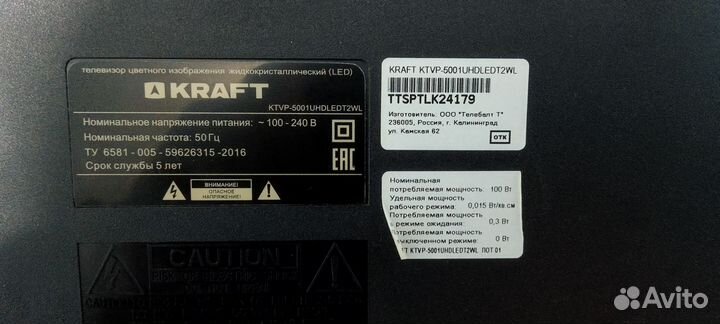 телевизор цветного изображения жидкокристаллический (LED)
KRAFT
KTVP-5001UHDLEDT2WL
Номинальное напряжение питания: ~ 100 - 240 В
Номинальная частота: 50 Гц
ТУ 6581 - 005 - 59626315 -2016
Срок службы 5 лет
EAC
ВНИМАНИЕ!
ОПАСНОЕ
НАПРЯЖЕНИЕ!
CAUTION
KRAFT KTVP-5001UHDLEDT2WL
TTSPTLK24179
Изготовитель: ООО "Телебалт Т"
236005, Россия, г. Калининград
ул. Камская 62
ОТК
Номинальная
потребляемая мощность: 100 Вт
Удельная мощность
рабочего режима: 0,015 Вт/кв.см
Потребляемая мощность
в режиме ожидания: 0,3 Вт
Потребляемая мощность
выключенном режиме: 0 Вт
KTVP-5001UHDLEDT2WL ЛОТ 01
Avito